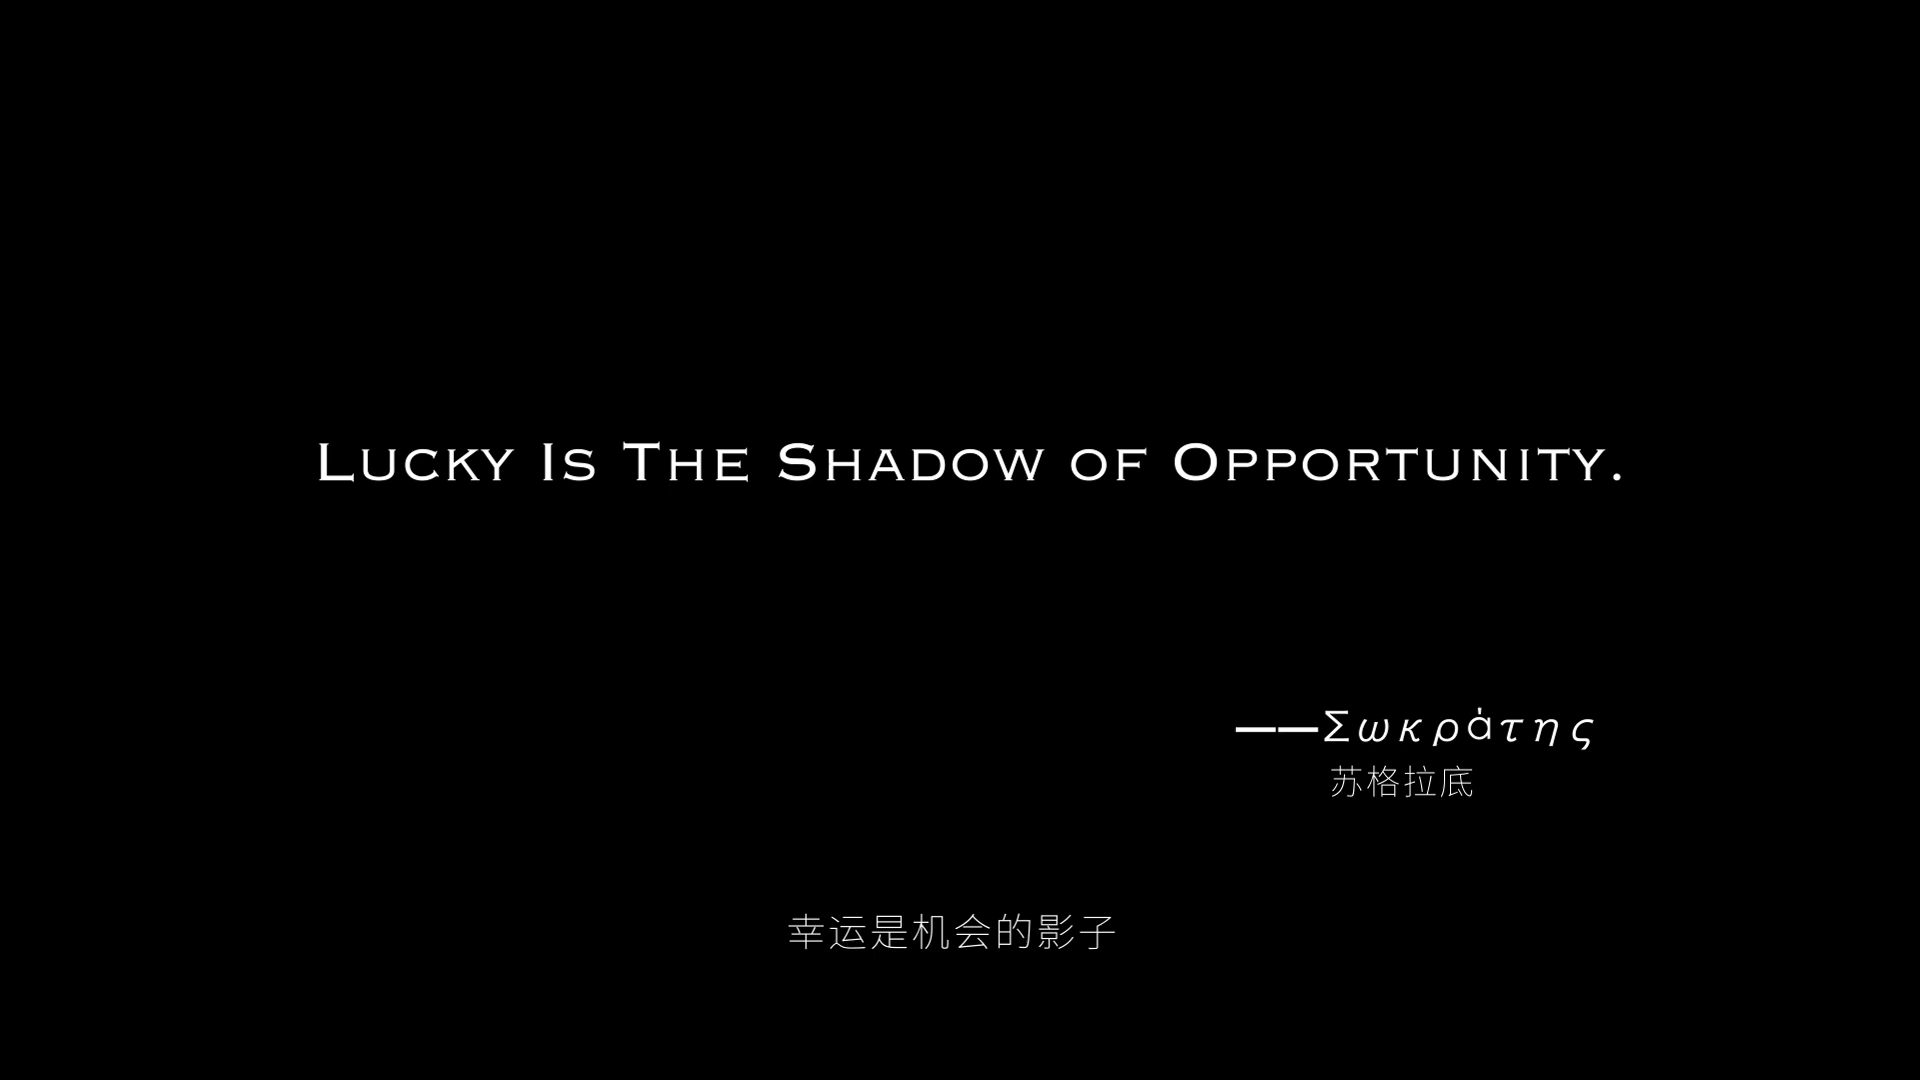 Lucky Is The Shadow of Opportunity.
——Σωκράτης
苏格拉底
幸运是机会的影子